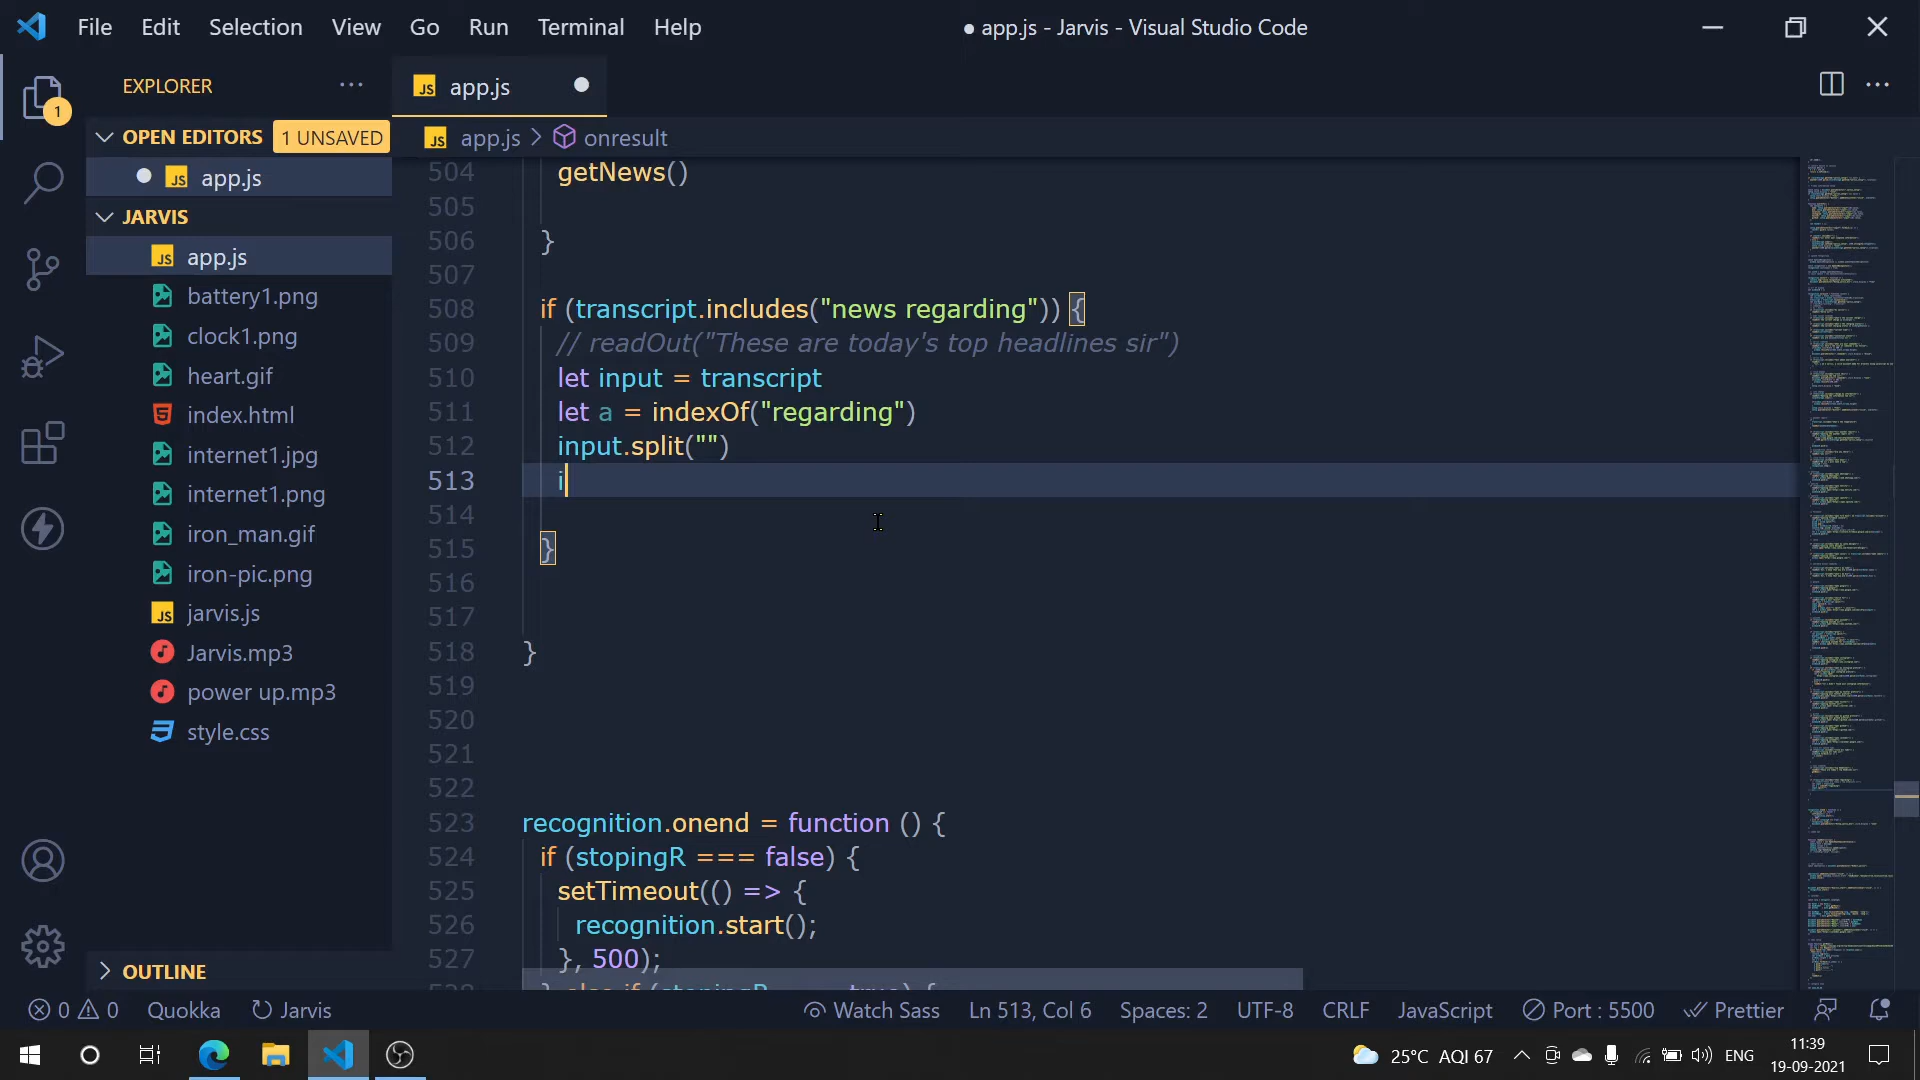 File Edit Selection View Go Run Terminal Help
● app.js - Jarvis - Visual Studio Code
EXPLORER
1
OPEN EDITORS 1 UNSAVED
JS app.js
JARVIS
JS app.js
battery1.png
clock1.png
heart.gif
index.html
internet1.jpg
internet1.png
iron_man.gif
iron-pic.png
JS jarvis.js
Jarvis.mp3
power up.mp3
style.css
OUTLINE
JS app.js
JS app.js > onresult
504 getNews()
505
506 }
507
508 if (transcript.includes("news regarding")) {
509 // readOut("These are today's top headlines sir")
510 let input = transcript
511 let a = indexOf("regarding")
512 input.split("")
513 i
514
515 }
516
517
518 }
519
520
521
522
523 recognition.onend = function () {
524 if (stopingR === false) {
525 setTimeout(() => {
526 recognition.start();
527 }, 500);
0 0 Quokka Jarvis Watch Sass Ln 513, Col 6 Spaces: 2 UTF-8 CRLF JavaScript Port : 5500 Prettier
25°C AQI 67 ENG 11:39
19-09-2021